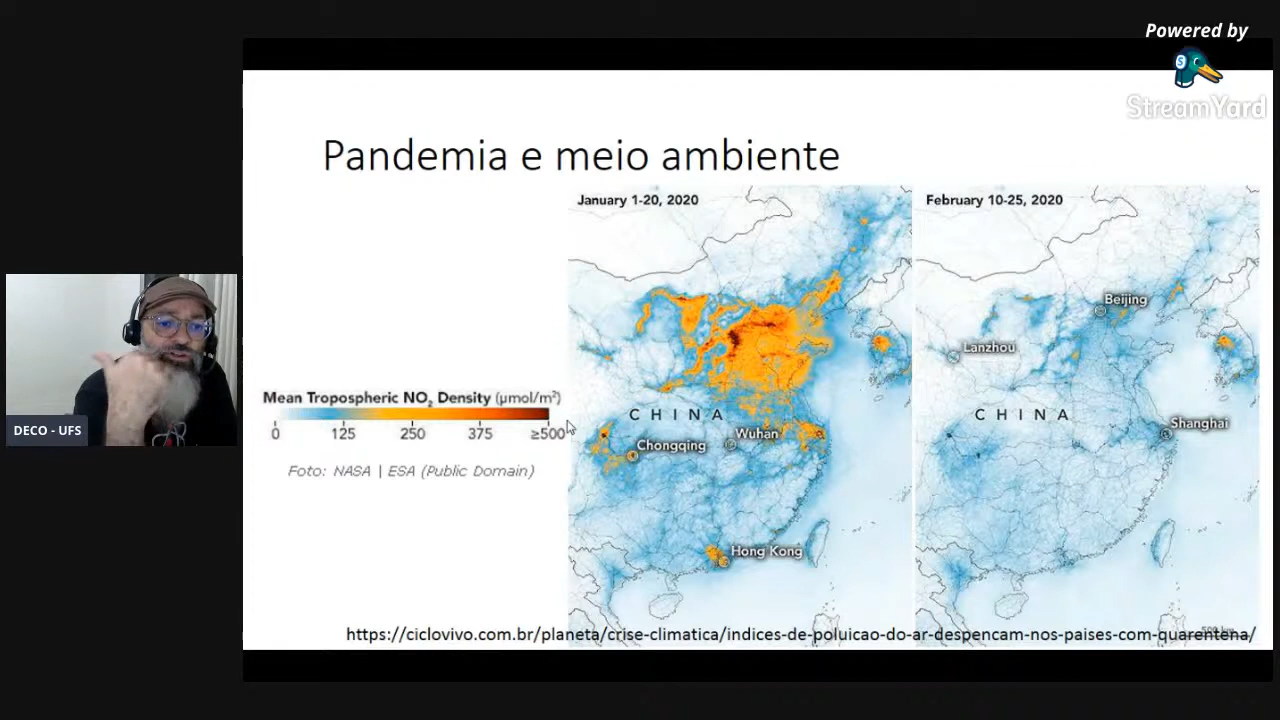 Powered by
StreamYard
Pandemia e meio ambiente
January 1-20, 2020
February 10-25, 2020
Beijing
Lanzhou
Mean Tropospheric NO₂ Density (μmol/m²)
0 125 250 375 ≥500
Foto: NASA | ESA (Public Domain)
CHINA
CHINA
Shanghai
Wuhan
Chongqing
Hong Kong
DECO - UFS
https://ciclovivo.com.br/planeta/crise-climatica/indices-de-poluicao-do-ar-despencam-nos-paises-com-quarentena/